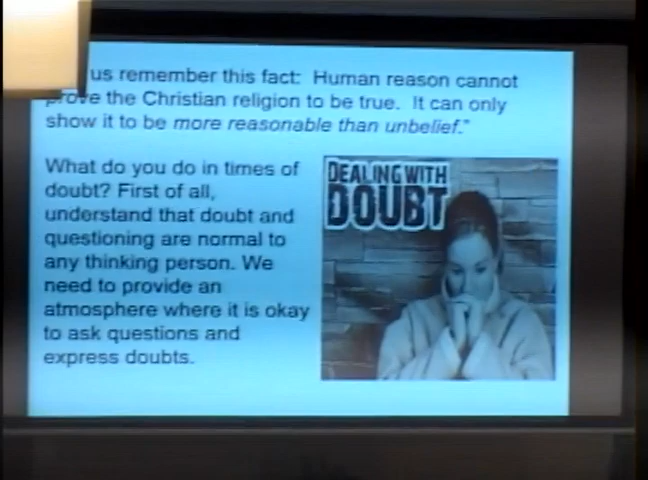 us remember this fact: Human reason cannot
prove the Christian religion to be true. It can only
show it to be more reasonable than unbelief."
What do you do in times of
doubt? First of all,
understand that doubt and
questioning are normal to
any thinking person. We
need to provide an
atmosphere where it is okay
to ask questions and
express doubts.
DEALING WITH
DOUBT